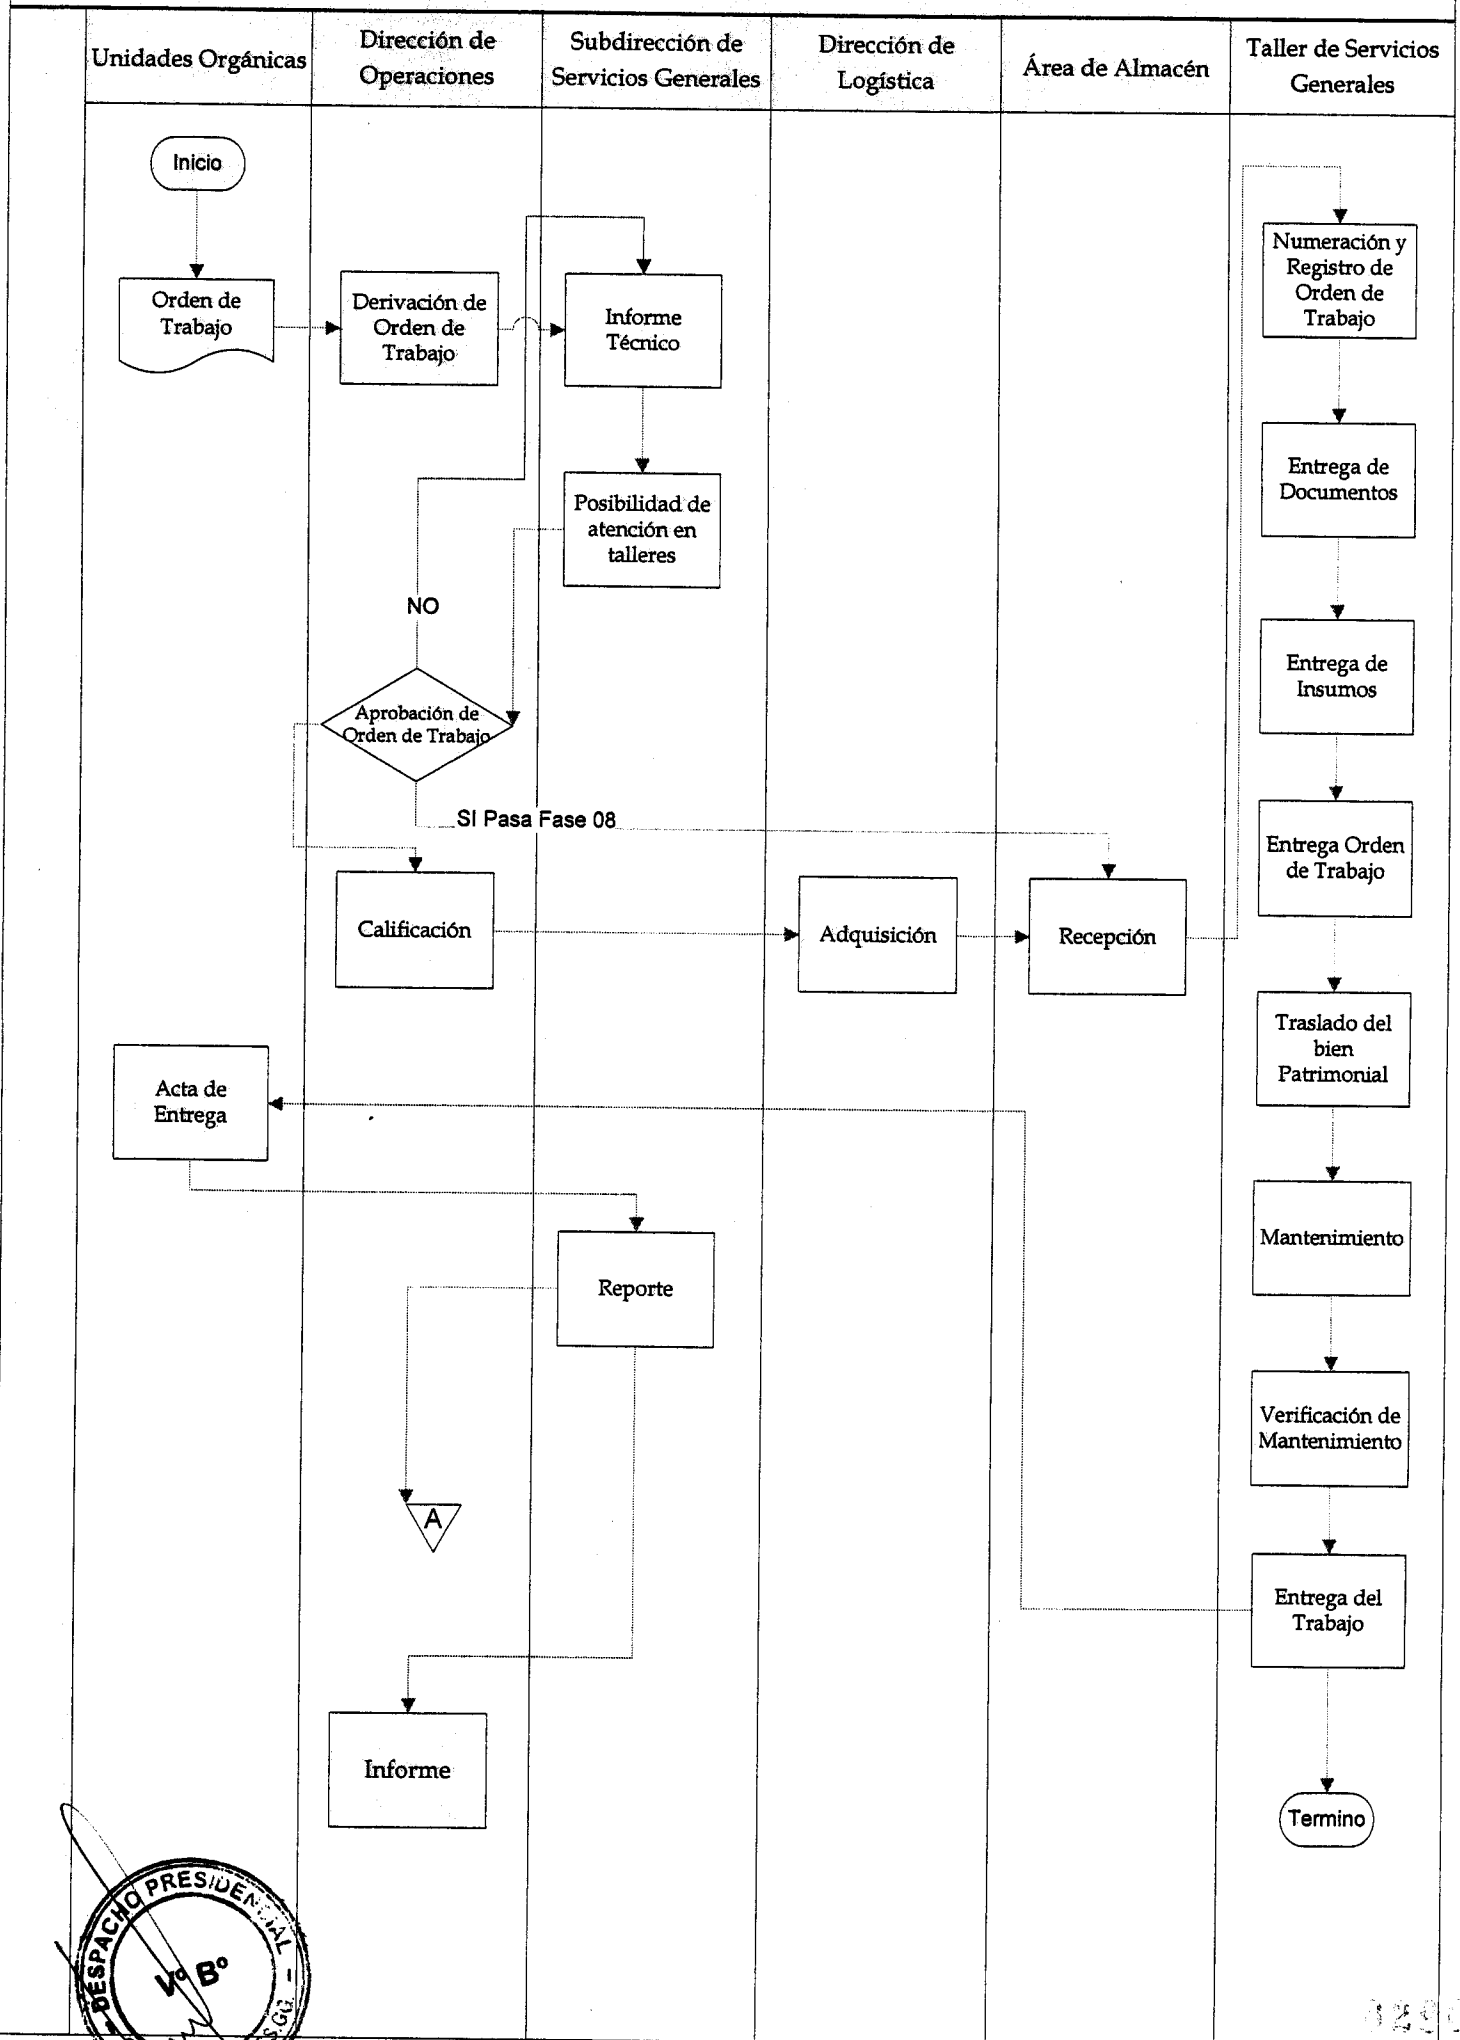 Unidades Orgánicas
Dirección de
Operaciones
Subdirección de
Servicios Generales
Dirección de
Logística
Área de Almacén
Taller de Servicios
Generales
Inicio
Orden de
Trabajo
Derivación de
Orden de
Trabajo
Informe
Técnico
Numeración y
Registro de
Orden de
Trabajo
Entrega de
Documentos
Posibilidad de
atención en
talleres
NO
Entrega de
Insumos
Aprobación de
Orden de Trabajo
SI Pasa Fase 08
Entrega Orden
de Trabajo
Calificación
Adquisición
Recepción
Traslado del
bien
Patrimonial
Acta de
Entrega
Mantenimiento
Reporte
Verificación de
Mantenimiento
A
Entrega del
Trabajo
Informe
Termino
DESPACHO PRESIDENCIAL
Vº Bº